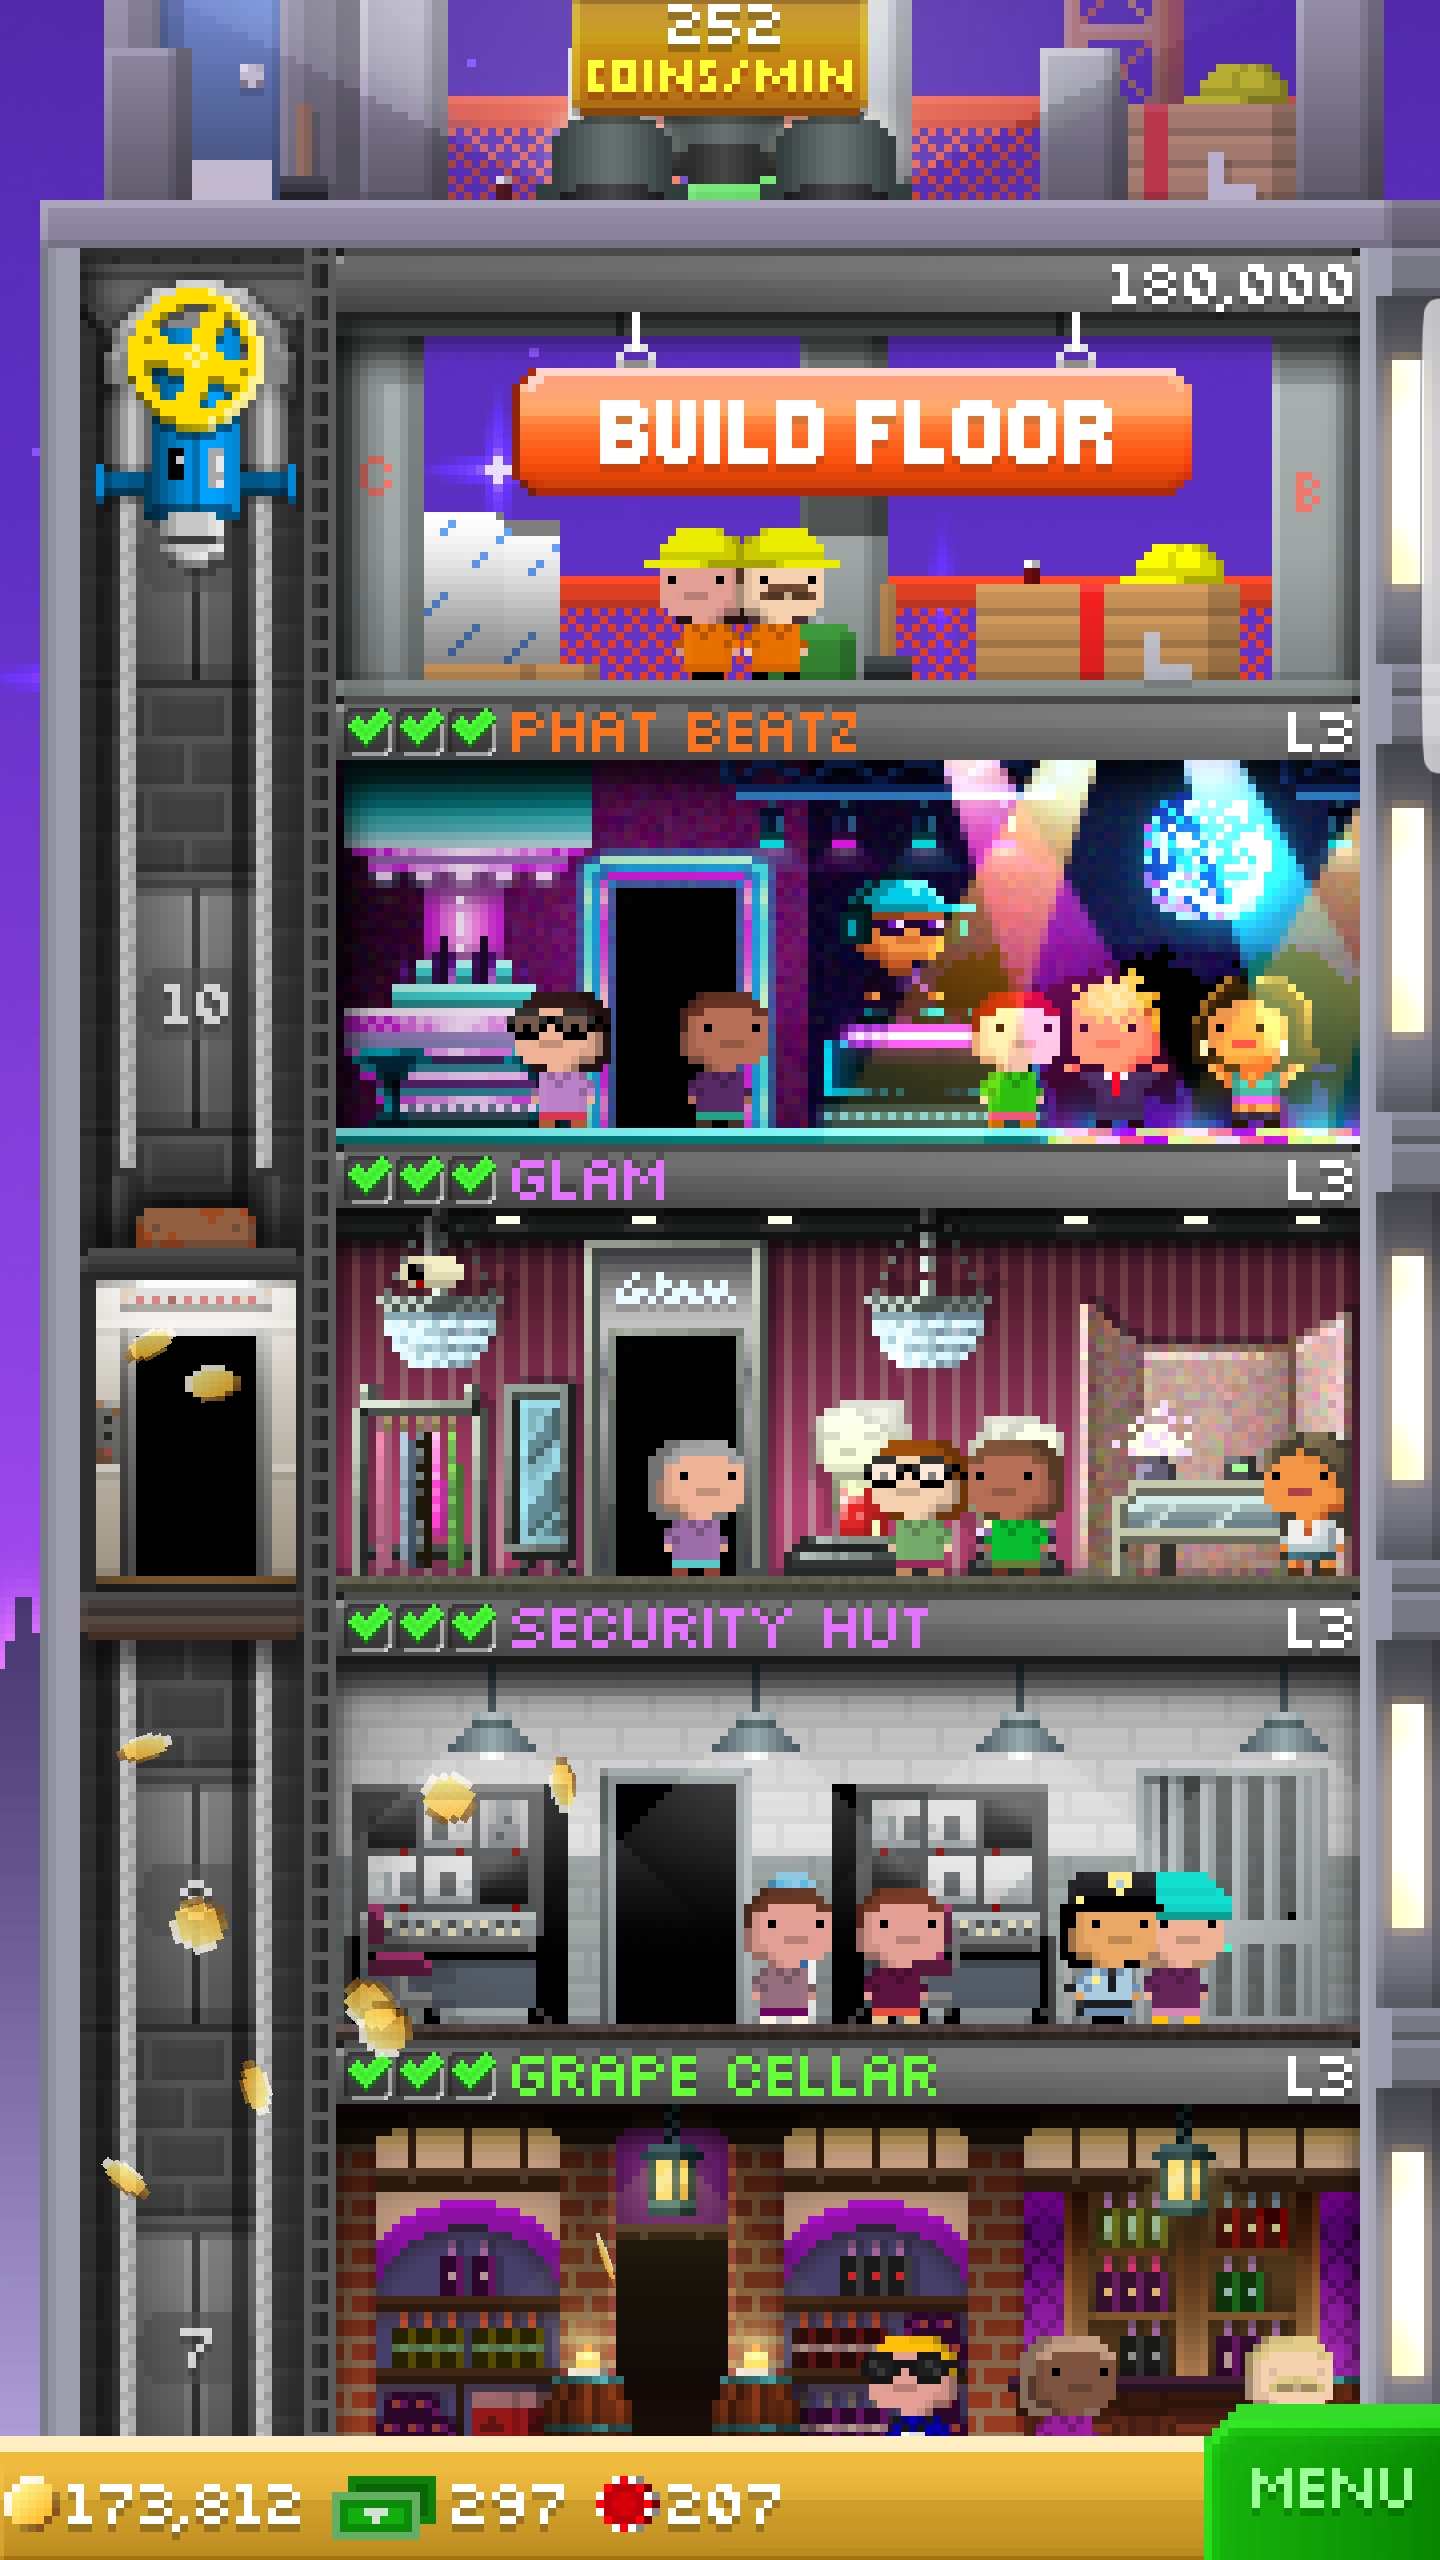 252
COINS/MIN
180,000
BUILD FLOOR
C
B
PHAT BEATZ L3
10
GLAM L3
Glam
SECURITY HUT L3
GRAPE CELLAR L3
7
173,812 297 207
MENU